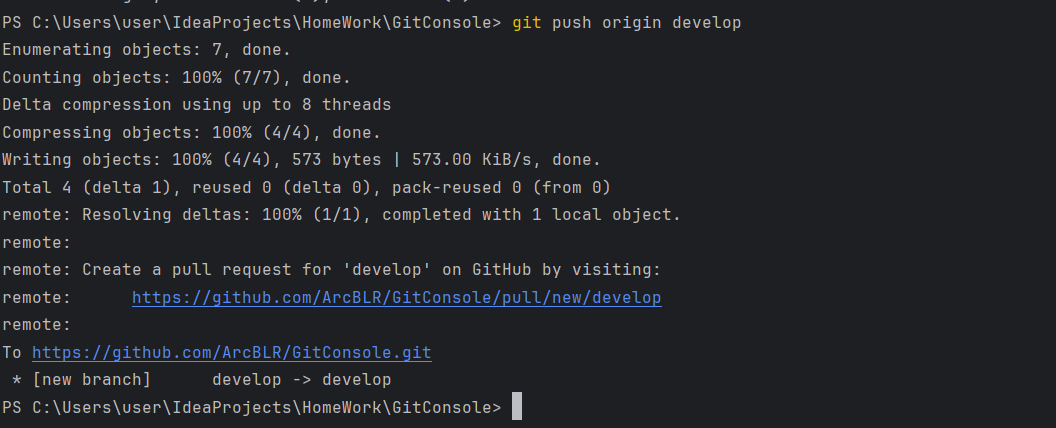 PS C:\Users\user\IdeaProjects\HomeWork\GitConsole> git push origin develop
Enumerating objects: 7, done.
Counting objects: 100% (7/7), done.
Delta compression using up to 8 threads
Compressing objects: 100% (4/4), done.
Writing objects: 100% (4/4), 573 bytes | 573.00 KiB/s, done.
Total 4 (delta 1), reused 0 (delta 0), pack-reused 0 (from 0)
remote: Resolving deltas: 100% (1/1), completed with 1 local object.
remote:
remote: Create a pull request for 'develop' on GitHub by visiting:
remote:      https://github.com/ArcBLR/GitConsole/pull/new/develop
remote:
To https://github.com/ArcBLR/GitConsole.git
 * [new branch]      develop -> develop
PS C:\Users\user\IdeaProjects\HomeWork\GitConsole>